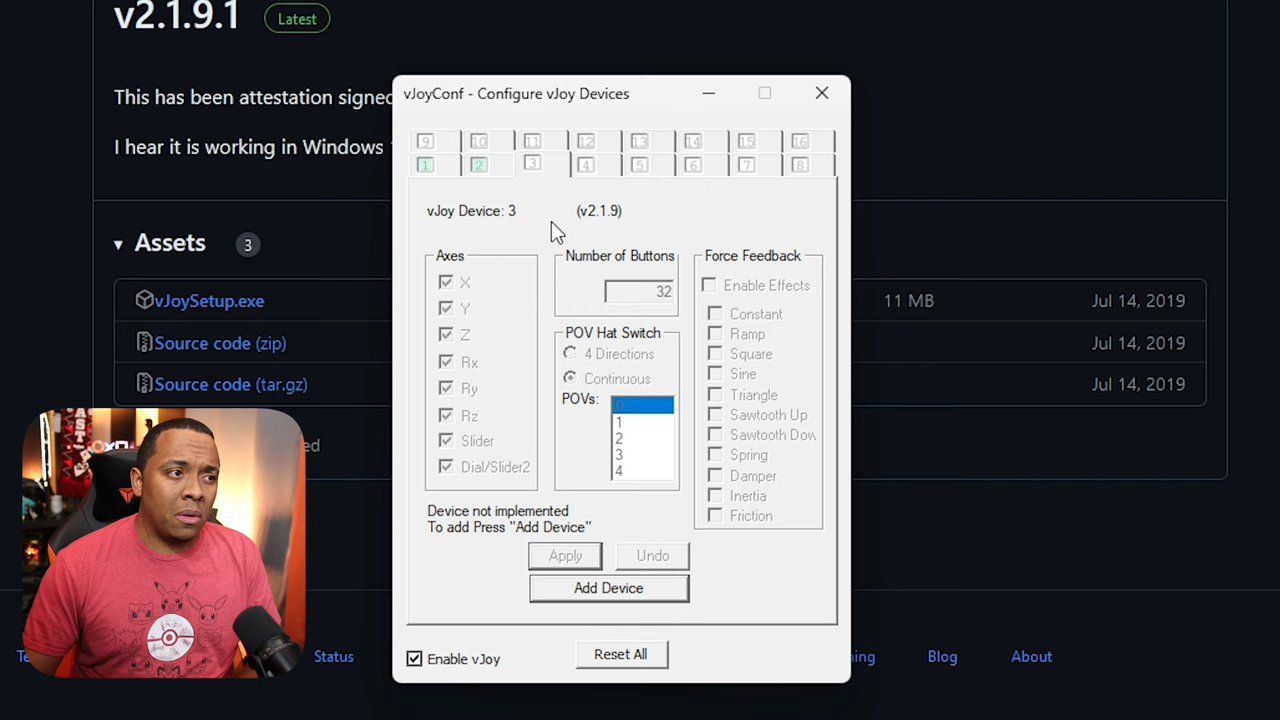 v2.1.9.1
Latest
This has been attestation signed
I hear it is working in Windows
Assets
3
vJoySetup.exe
11 MB
Jul 14, 2019
Source code (zip)
Jul 14, 2019
Source code (tar.gz)
Jul 14, 2019
Status
Blog
About
vJoyConf - Configure vJoy Devices
9 10 11 12 13 14 15 16
1 2 3 4 5 6 7 8
vJoy Device: 3
(v2.1.9)
Axes
X
Y
Z
Rx
Ry
Rz
Slider
Dial/Slider2
Number of Buttons
32
POV Hat Switch
4 Directions
Continuous
POVs:
0
1
2
3
4
Force Feedback
Enable Effects
Constant
Ramp
Square
Sine
Triangle
Sawtooth Up
Sawtooth Dow
Spring
Damper
Inertia
Friction
Device not implemented
To add Press "Add Device"
Apply
Undo
Add Device
Enable vJoy
Reset All